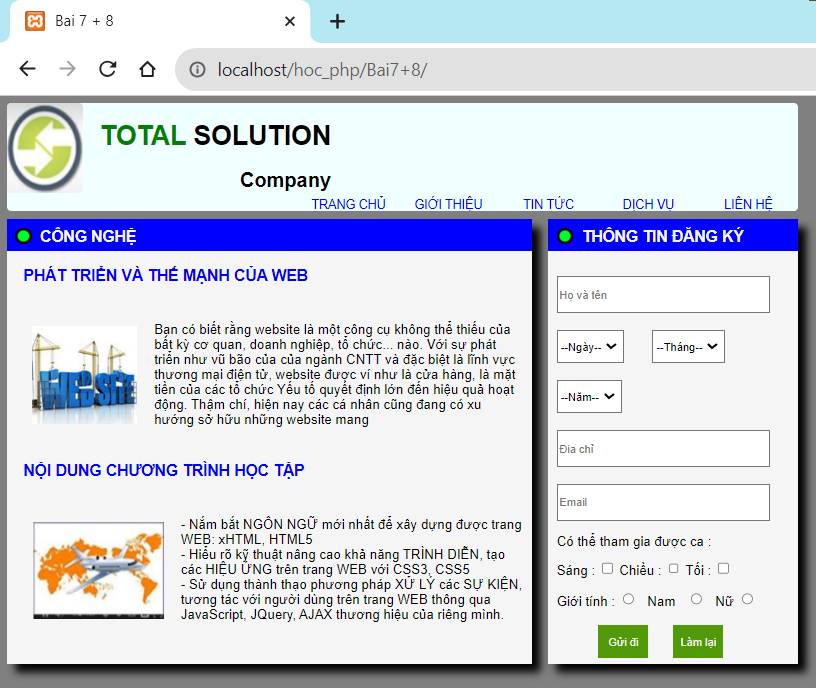 Bai 7 + 8
localhost/hoc_php/Bai7+8/
TOTAL SOLUTION
Company
TRANG CHỦ GIỚI THIỆU TIN TỨC DỊCH VỤ LIÊN HỆ
CÔNG NGHỆ
PHÁT TRIỂN VÀ THẾ MẠNH CỦA WEB
Bạn có biết rằng website là một công cụ không thể thiếu của
bất kỳ cơ quan, doanh nghiệp, tổ chức... nào. Với sự phát
triển như vũ bão của của ngành CNTT và đặc biệt là lĩnh vực
thương mại điện tử, website được ví như là cửa hàng, là mặt
tiền của các tổ chức Yếu tố quyết định lớn đến hiệu quả hoạt
động. Thậm chí, hiện nay các cá nhân cũng đang có xu
hướng sở hữu những website mang
WEBSITE
NỘI DUNG CHƯƠNG TRÌNH HỌC TẬP
- Nắm bắt NGÔN NGỮ mới nhất để xây dựng được trang
WEB: xHTML, HTML5
- Hiểu rõ kỹ thuật nâng cao khả năng TRÌNH DIỄN, tạo
các HIỆU ỨNG trên trang WEB với CSS3, CSS5
- Sử dụng thành thạo phương pháp XỬ LÝ các SỰ KIỆN,
tương tác với người dùng trên trang WEB thông qua
JavaScript, JQuery, AJAX thương hiệu của riêng mình.
THÔNG TIN ĐĂNG KÝ
Họ và tên
--Ngày-- --Tháng--
--Năm--
Địa chỉ
Email
Có thể tham gia được ca :
Sáng : Chiều : Tối :
Giới tính : Nam Nữ
Gửi đi Làm lại